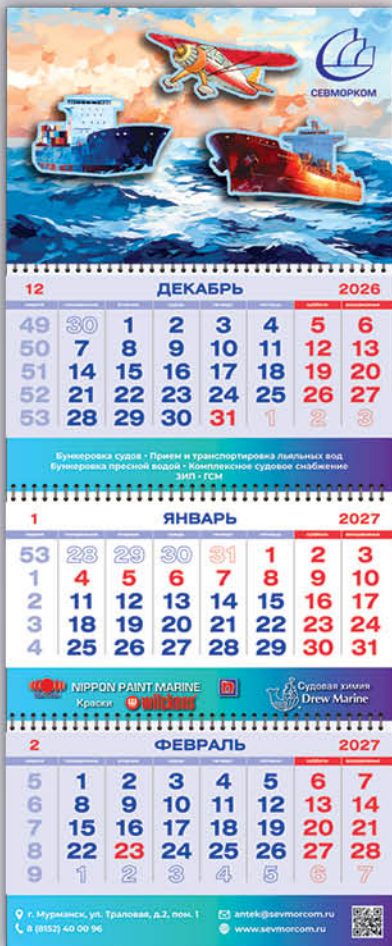 СЕВМОРКОМ
12 ДЕКАБРЬ 2026
49 30 1 2 3 4 5 6
50 7 8 9 10 11 12 13
51 14 15 16 17 18 19 20
52 21 22 23 24 25 26 27
53 28 29 30 31 1 2 3
Бункеровка судов • Прием и транспортировка льяльных вод
Бункеровка пресной водой • Комплексное судовое снабжение
ЗИП • ГСМ
1 ЯНВАРЬ 2027
53 28 29 30 31 1 2 3
1 4 5 6 7 8 9 10
2 11 12 13 14 15 16 17
3 18 19 20 21 22 23 24
4 25 26 27 28 29 30 31
NIPPON PAINT MARINE
Краски wilckens
Судовая химия
Drew Marine
2 ФЕВРАЛЬ 2027
5 1 2 3 4 5 6 7
6 8 9 10 11 12 13 14
7 15 16 17 18 19 20 21
8 22 23 24 25 26 27 28
9 1 2 3 4 5 6 7
г. Мурманск, ул. Траловая, д.2, пом. 1
8 (8152) 40 00 96
antek@sevmorcom.ru
www.sevmorcom.ru